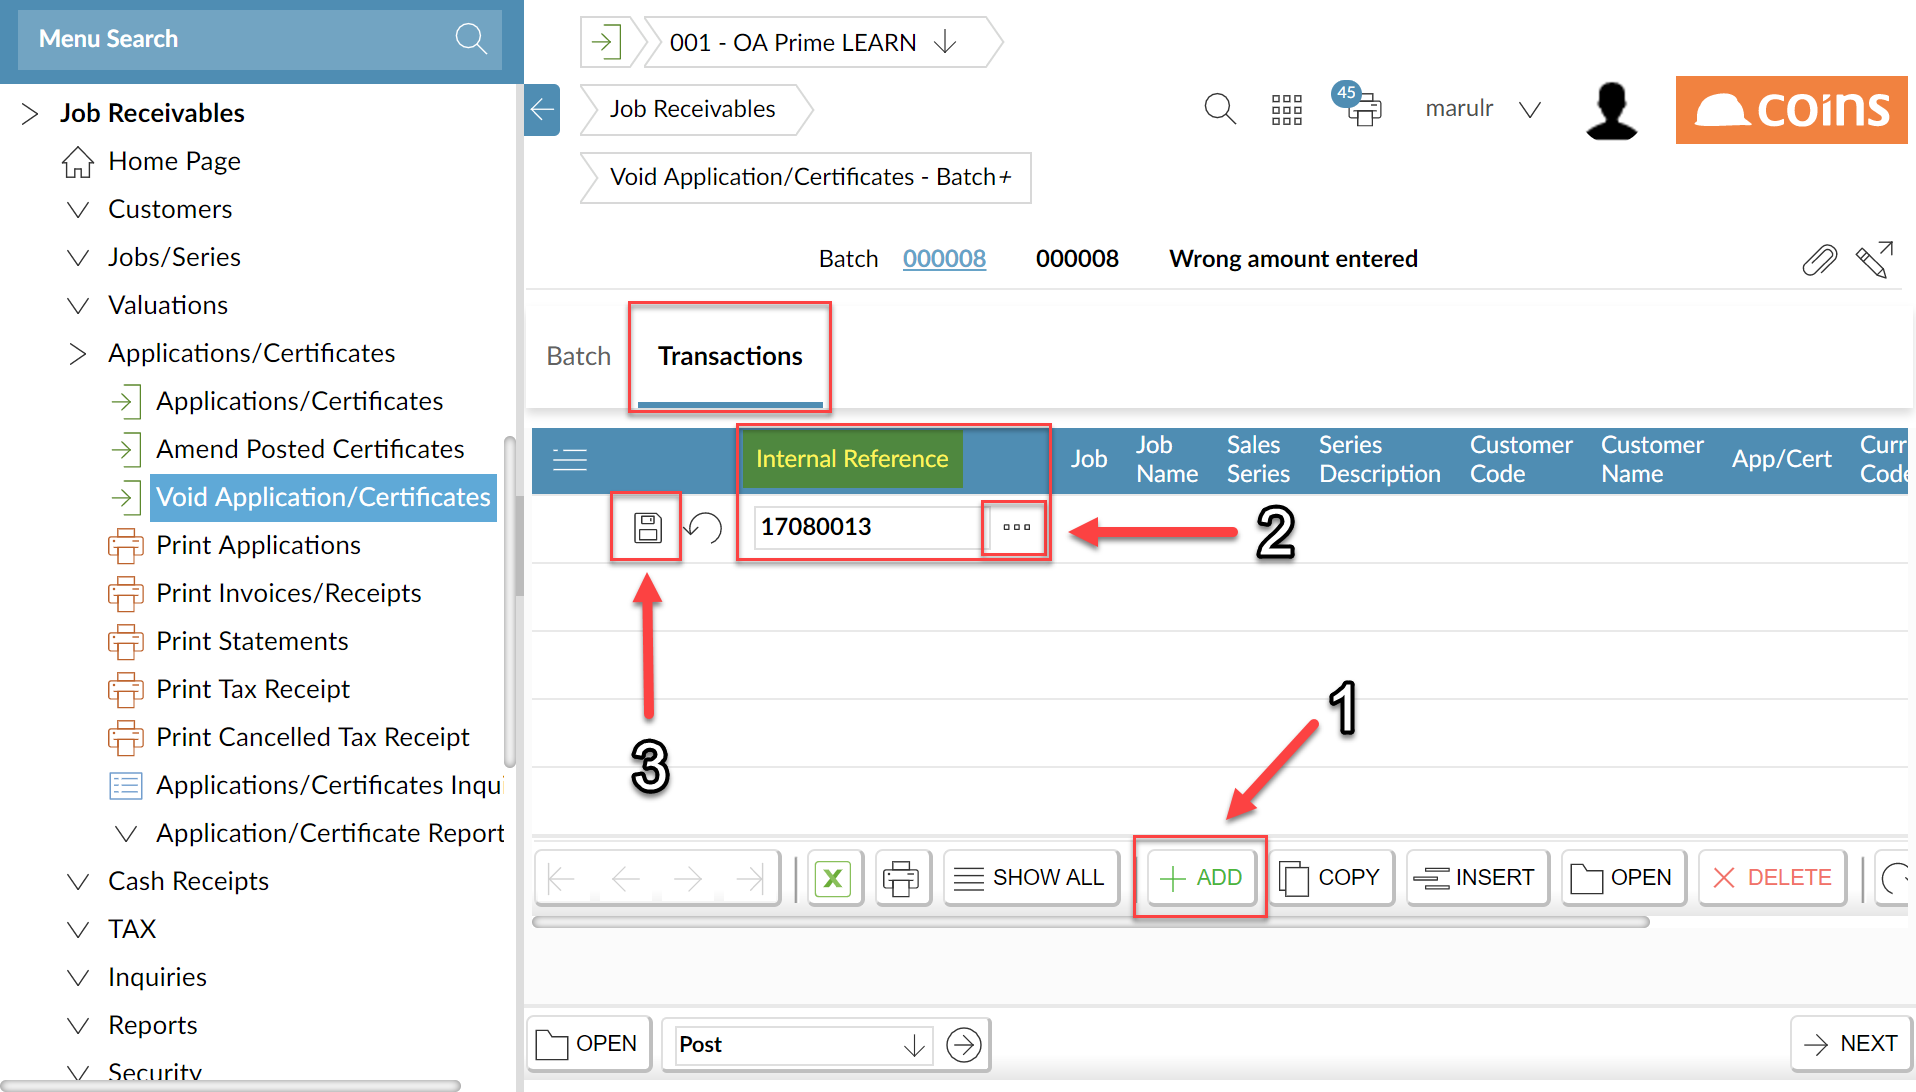 Menu Search
Job Receivables
Home Page
Customers
Jobs/Series
Valuations
Applications/Certificates
Applications/Certificates
Amend Posted Certificates
Void Application/Certificates
Print Applications
Print Invoices/Receipts
Print Statements
Print Tax Receipt
Print Cancelled Tax Receipt
Applications/Certificates Inqui
Application/Certificate Report
Cash Receipts
TAX
Inquiries
Reports
Security
001 - OA Prime LEARN
Job Receivables
45
marulr
coins
Void Application/Certificates - Batch+
Batch 000008 000008 Wrong amount entered
Batch Transactions
Internal Reference Job Job Name Sales Series Series Description Customer Code Customer Name App/Cert Curr Code
17080013
2
1
3
SHOW ALL ADD COPY INSERT OPEN DELETE
OPEN Post NEXT